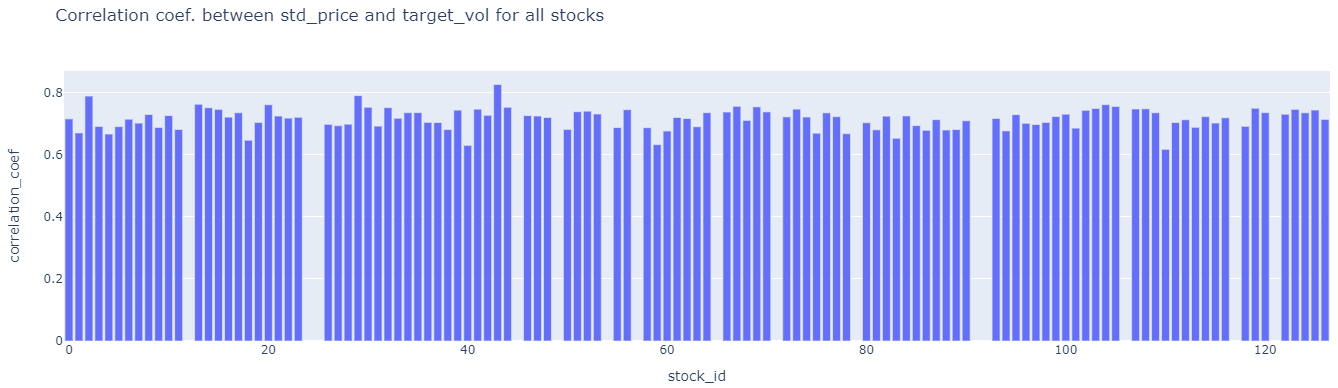 Correlation coef. between std_price and target_vol for all stocks
0.8
0.6
0.4
0.2
0
correlation_coef
0 20 40 60 80 100 120
stock_id